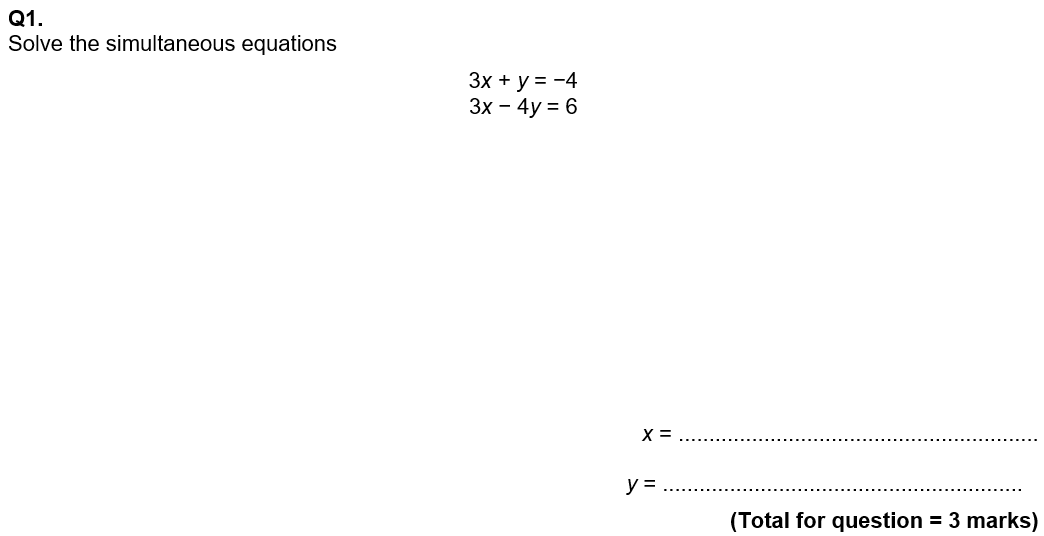 Q1.
Solve the simultaneous equations
3x + y = −4
3x − 4y = 6
x = ...........................................................
y = ...........................................................
(Total for question = 3 marks)